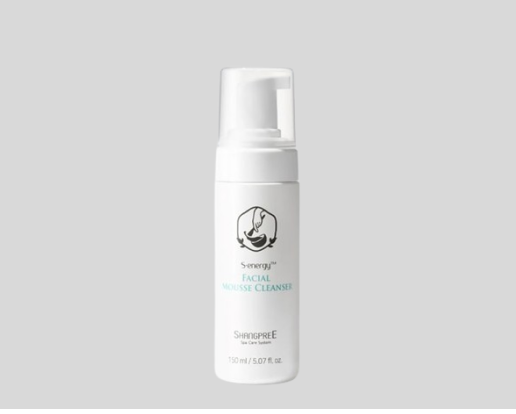 S-energy™
FACIAL
MOUSSE CLEANSER
SHANGPREE
Spa Care System
150 ml / 5.07 fl. oz.